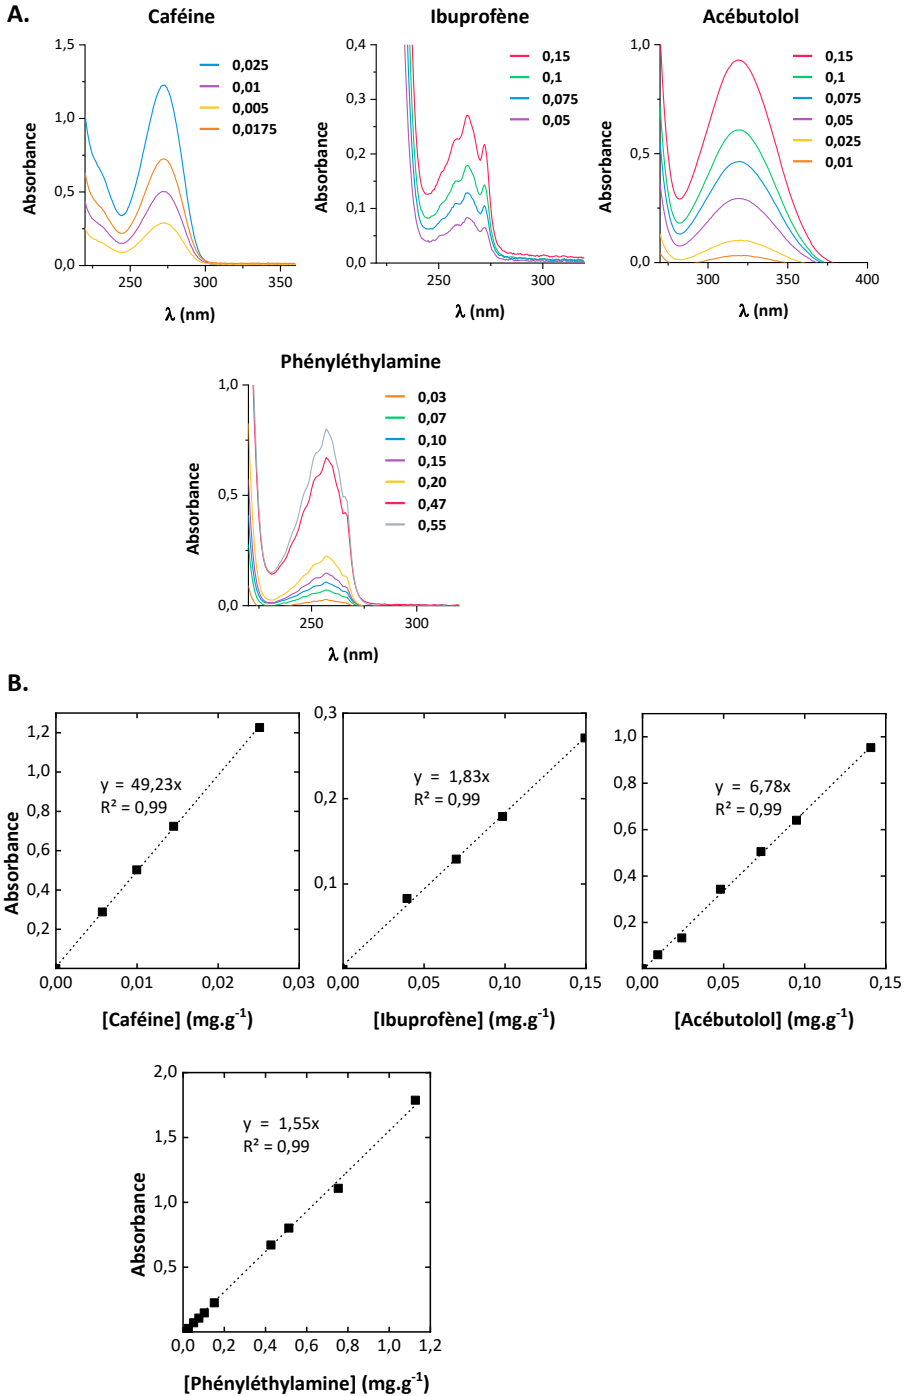 A.
Caféine
Absorbance
1,5
1,0
0,5
0,0
250
300
350
λ (nm)
0,025
0,01
0,005
0,0175
Ibuprofène
Absorbance
0,4
0,3
0,2
0,1
0,0
250
300
λ (nm)
0,15
0,1
0,075
0,05
Acébutolol
Absorbance
1,0
0,5
0,0
300
350
400
λ (nm)
0,15
0,1
0,075
0,05
0,025
0,01
Phényléthylamine
Absorbance
1,0
0,5
0,0
250
300
λ (nm)
0,03
0,07
0,10
0,15
0,20
0,47
0,55
B.
Absorbance
1,2
1,0
0,8
0,6
0,4
0,2
0,00
0,01
0,02
0,03
y = 49,23x
R² = 0,99
[Caféine] (mg.g⁻¹)
0,3
0,2
0,1
0,00
0,05
0,10
0,15
y = 1,83x
R² = 0,99
[Ibuprofène] (mg.g⁻¹)
1,0
0,8
0,6
0,4
0,2
0,00
0,05
0,10
0,15
y = 6,78x
R² = 0,99
[Acébutolol] (mg.g⁻¹)
Absorbance
2,0
1,5
1,0
0,5
0,0
0,2
0,4
0,6
0,8
1,0
1,2
y = 1,55x
R² = 0,99
[Phényléthylamine] (mg.g⁻¹)